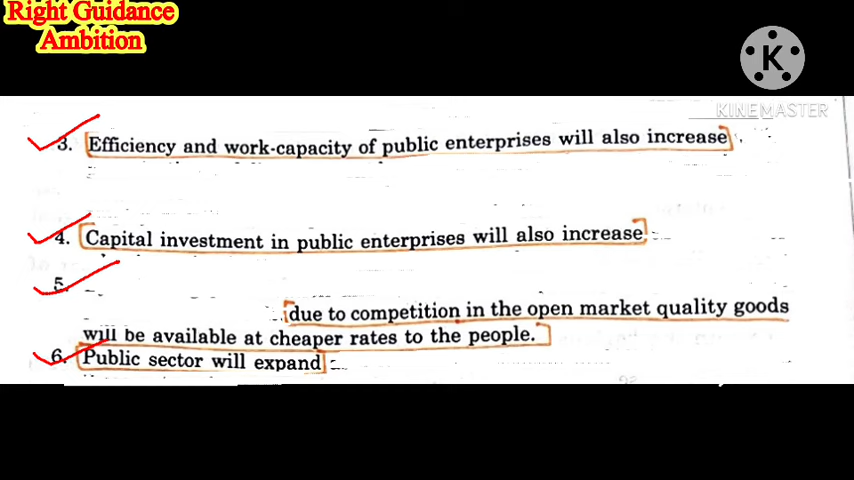 Right Guidance
Ambition
K
KINEMASTER
3. Efficiency and work-capacity of public enterprises will also increase
4. Capital investment in public enterprises will also increase
5.
due to competition in the open market quality goods
will be available at cheaper rates to the people.
6. Public sector will expand